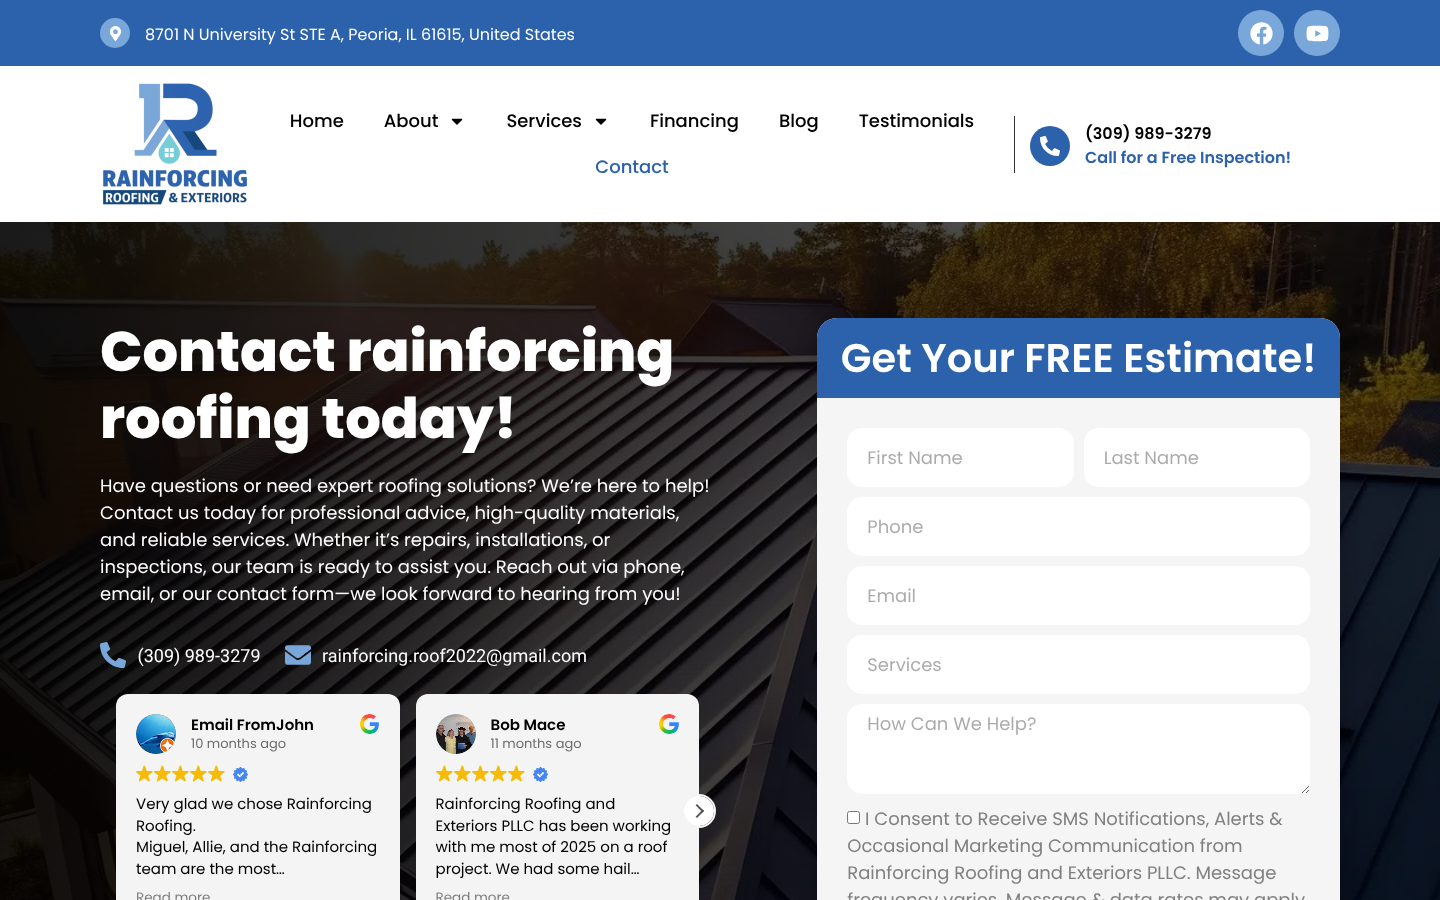 8701 N University St STE A, Peoria, IL 61615, United States
RAINFORCING
ROOFING & EXTERIORS
Home
About
Services
Financing
Blog
Testimonials
Contact
(309) 989-3279
Call for a Free Inspection!
Contact rainforcing
roofing today!
Have questions or need expert roofing solutions? We’re here to help!
Contact us today for professional advice, high-quality materials,
and reliable services. Whether it’s repairs, installations, or
inspections, our team is ready to assist you. Reach out via phone,
email, or our contact form—we look forward to hearing from you!
(309) 989-3279
rainforcing.roof2022@gmail.com
Email FromJohn
10 months ago
Very glad we chose Rainforcing
Roofing.
Miguel, Allie, and the Rainforcing
team are the most...
Read more
Bob Mace
11 months ago
Rainforcing Roofing and
Exteriors PLLC has been working
with me most of 2025 on a roof
project. We had some hail...
Read more
Get Your FREE Estimate!
First Name
Last Name
Phone
Email
Services
How Can We Help?
I Consent to Receive SMS Notifications, Alerts &
Occasional Marketing Communication from
Rainforcing Roofing and Exteriors PLLC. Message
frequency varies. Message & data rates may apply.